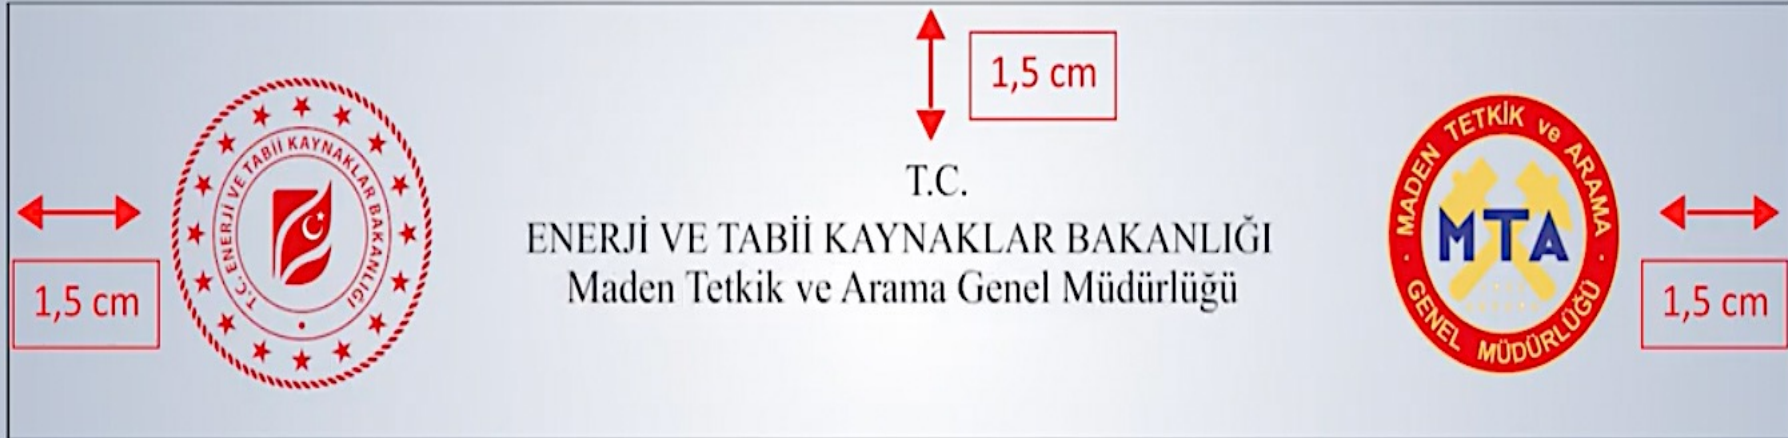 1,5 cm
T.C.
ENERJİ VE TABİİ KAYNAKLAR BAKANLIĞI
Maden Tetkik ve Arama Genel Müdürlüğü
1,5 cm
T.C. ENERJİ VE TABİİ KAYNAKLAR BAKANLIĞI
MADEN TETKİK ve ARAMA
MTA
GENEL MÜDÜRLÜĞÜ
1,5 cm